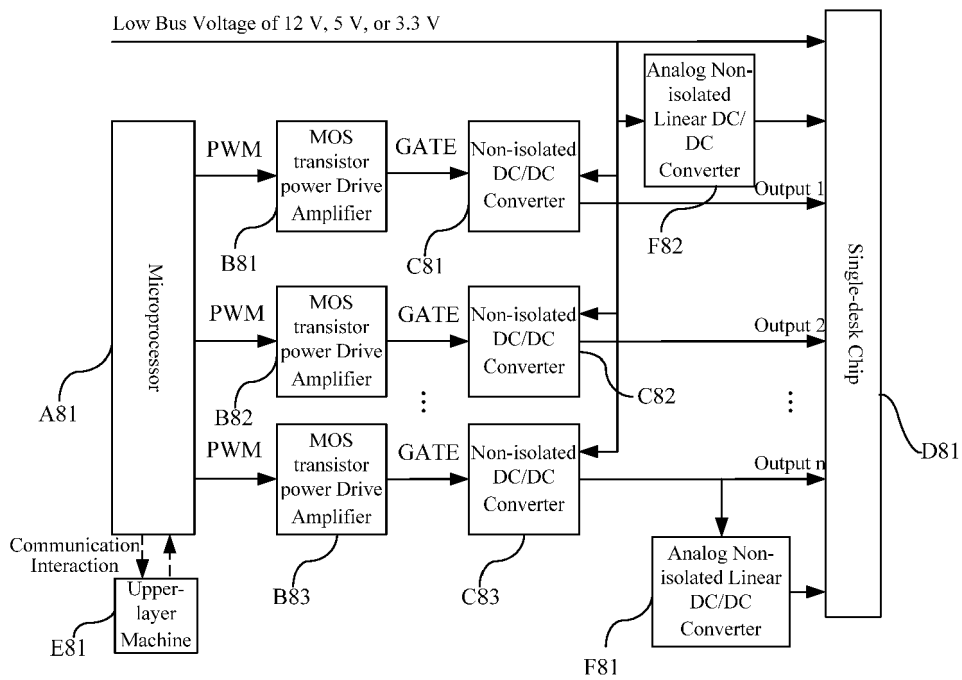 Low Bus Voltage of 12 V, 5 V, or 3.3 V
Analog Non-
isolated
Linear DC/
DC
Converter
F82
Microprocessor
A81
PWM
MOS
transistor
power Drive
Amplifier
B81
GATE
Non-isolated
DC/DC
Converter
C81
Output 1
PWM
MOS
transistor
power Drive
Amplifier
B82
GATE
Non-isolated
DC/DC
Converter
C82
Output 2
...
...
PWM
MOS
transistor
power Drive
Amplifier
B83
GATE
Non-isolated
DC/DC
Converter
C83
Output n
Single-desk Chip
D81
Communication
Interaction
Upper-
layer
Machine
E81
Analog Non-
isolated Linear
DC/DC
Converter
F81